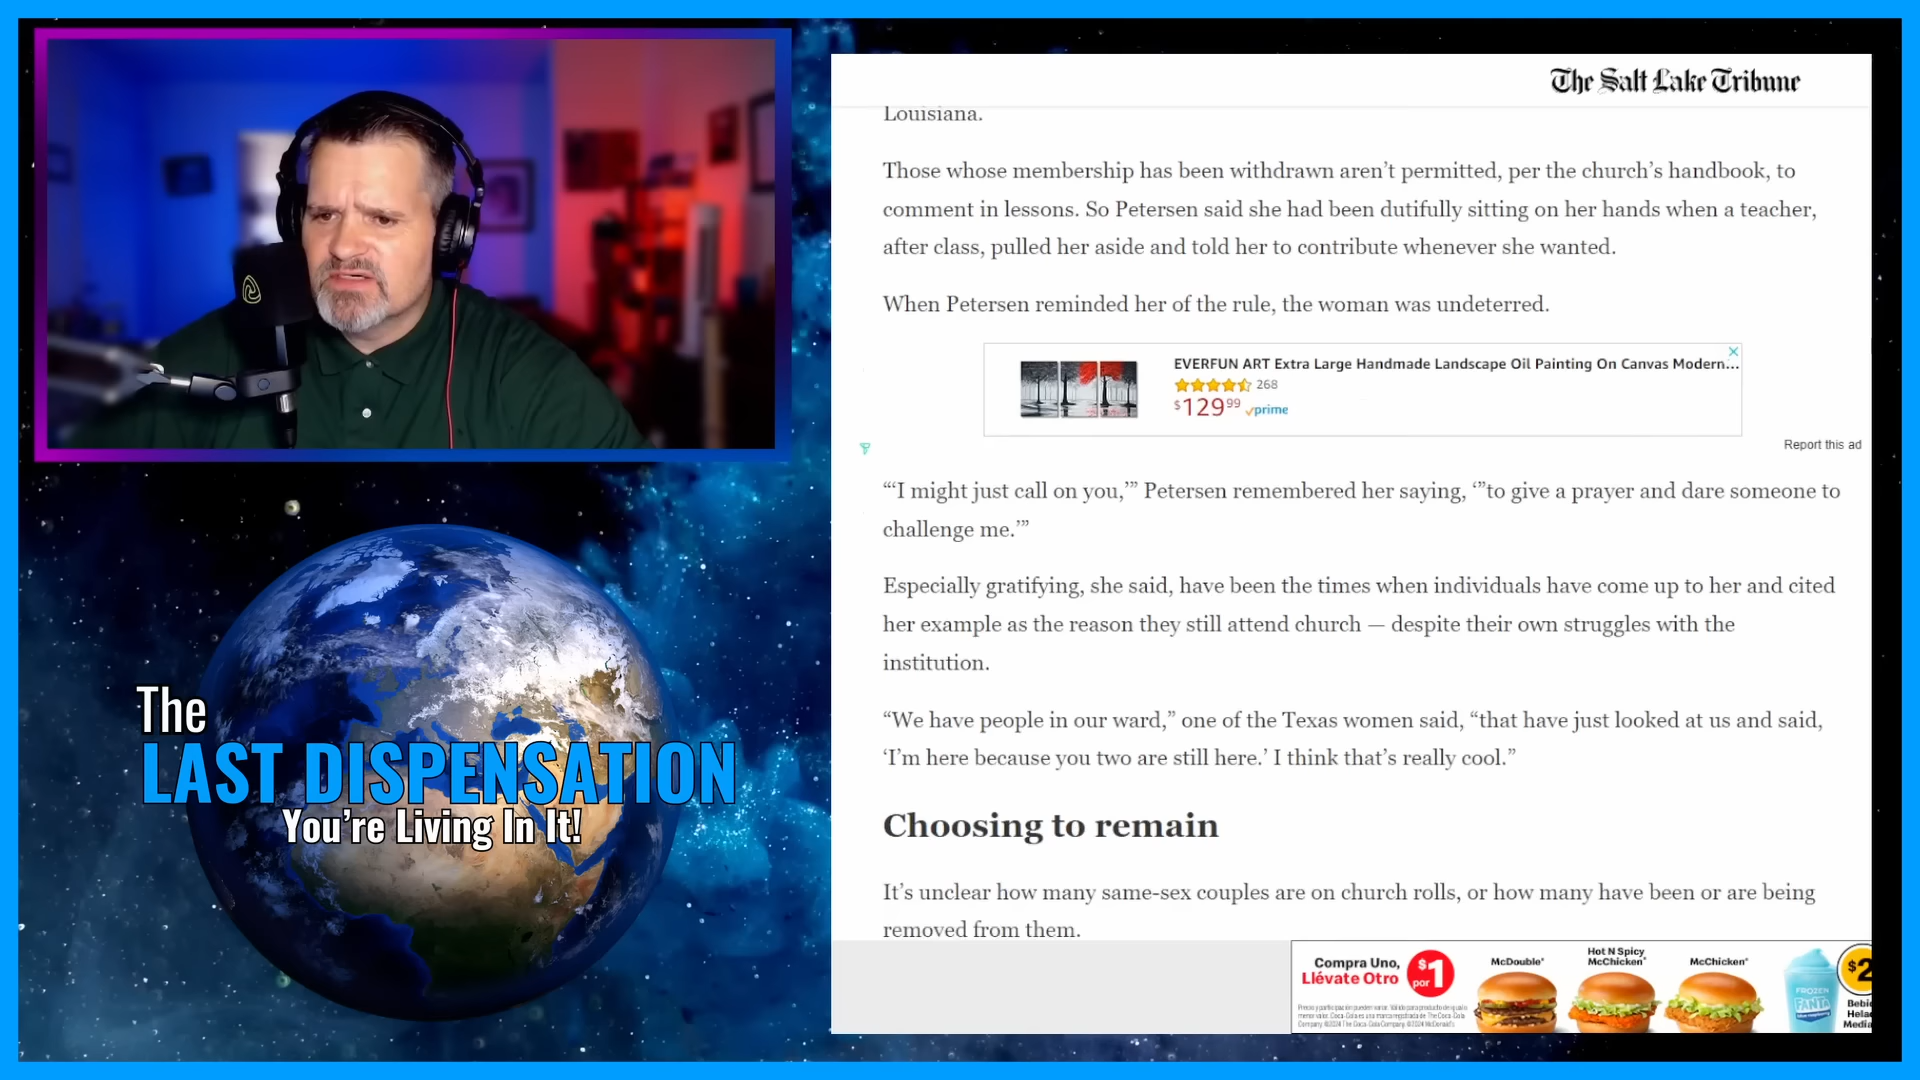 The Salt Lake Tribune
Louisiana.
Those whose membership has been withdrawn aren’t permitted, per the church’s handbook, to
comment in lessons. So Petersen said she had been dutifully sitting on her hands when a teacher,
after class, pulled her aside and told her to contribute whenever she wanted.
When Petersen reminded her of the rule, the woman was undeterred.
EVERFUN ART Extra Large Handmade Landscape Oil Painting On Canvas Modern...
268
$129⁹⁹ prime
Report this ad
“‘I might just call on you,’” Petersen remembered her saying, ‘”to give a prayer and dare someone to
challenge me.’”
Especially gratifying, she said, have been the times when individuals have come up to her and cited
her example as the reason they still attend church — despite their own struggles with the
institution.
“We have people in our ward,” one of the Texas women said, “that have just looked at us and said,
‘I’m here because you two are still here.’ I think that’s really cool.”
Choosing to remain
It’s unclear how many same-sex couples are on church rolls, or how many have been or are being
removed from them.
The
LAST DISPENSATION
You’re Living In It!
Compra Uno,
Llévate Otro
por $1
McDouble®
Hot N Spicy
McChicken®
McChicken®
FROZEN
FANTA
$2
Bebi
Hela
Media